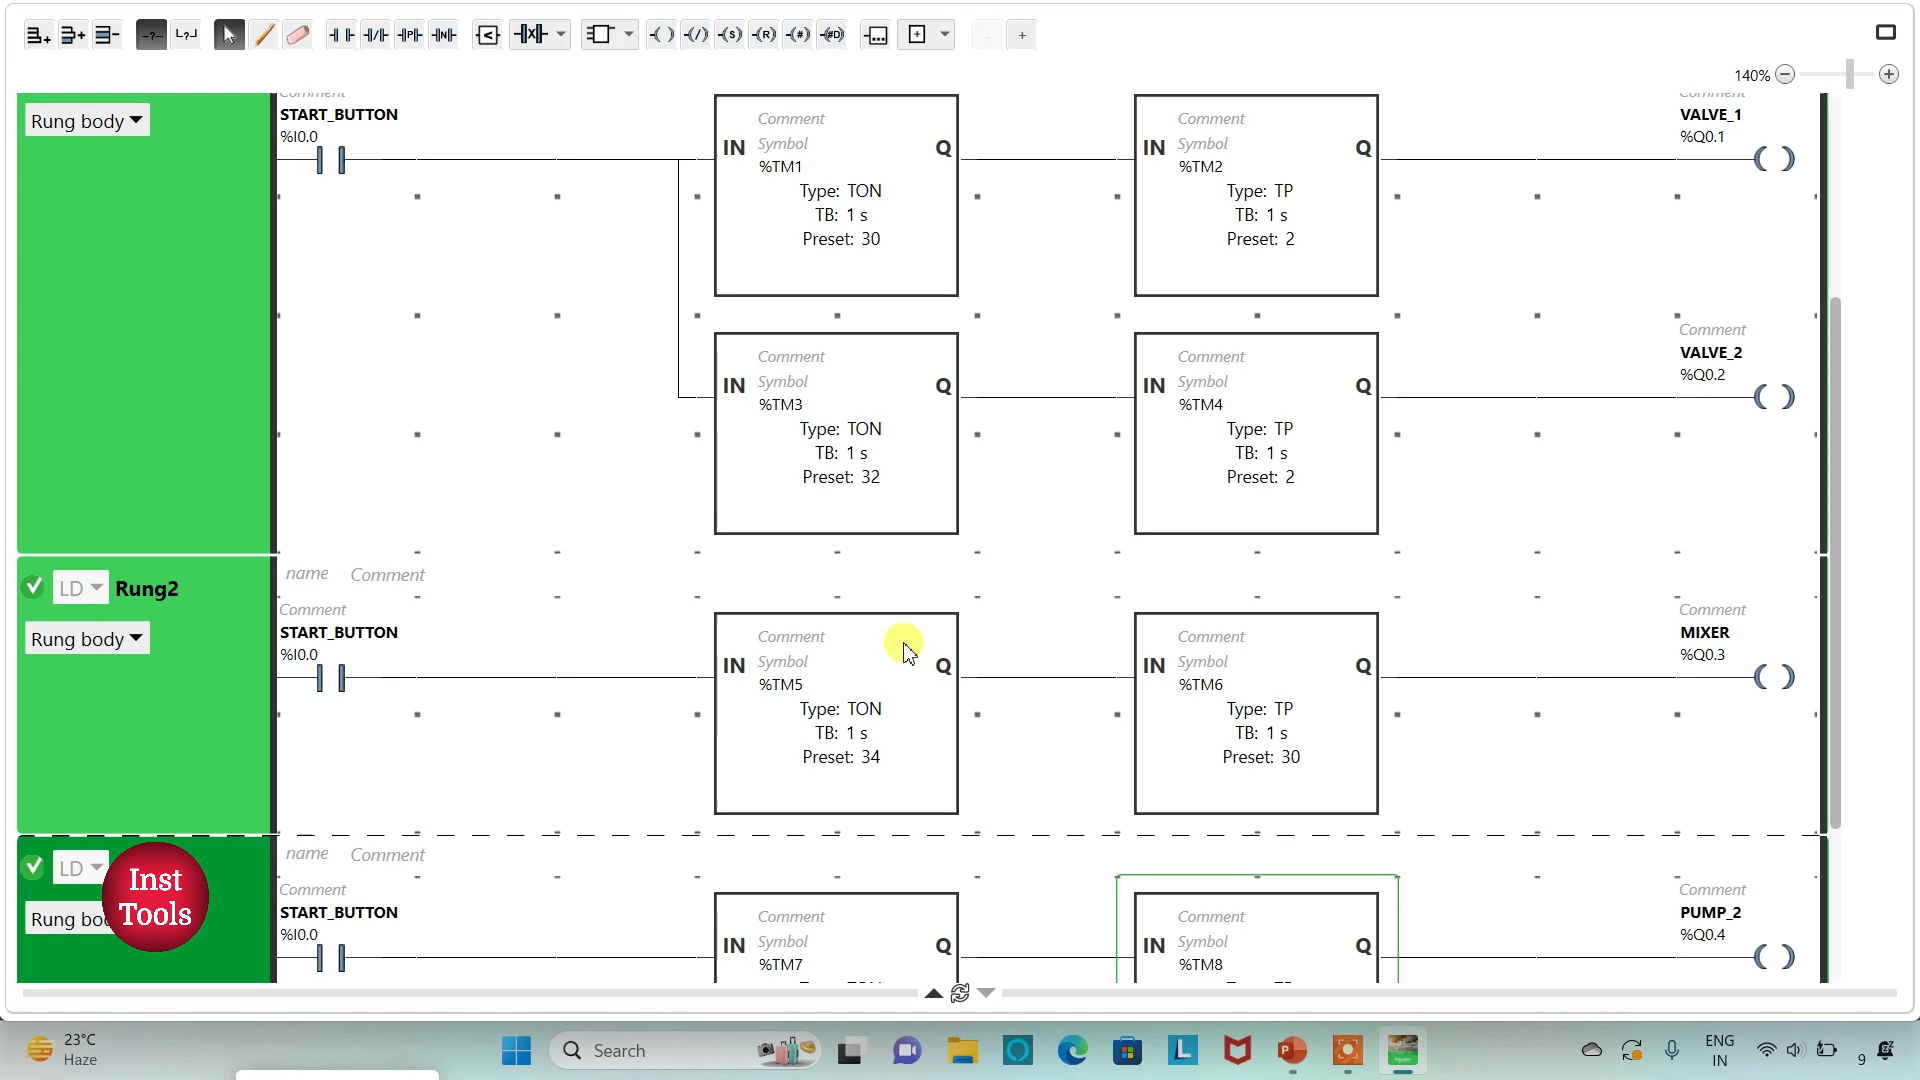 140%
Rung body
Comment
START_BUTTON
%I0.0
Comment
IN Symbol Q
%TM1
Type: TON
TB: 1 s
Preset: 30
Comment
IN Symbol Q
%TM2
Type: TP
TB: 1 s
Preset: 2
Comment
VALVE_1
%Q0.1
Comment
IN Symbol Q
%TM3
Type: TON
TB: 1 s
Preset: 32
Comment
IN Symbol Q
%TM4
Type: TP
TB: 1 s
Preset: 2
Comment
VALVE_2
%Q0.2
LD Rung2
Rung body
name Comment
Comment
START_BUTTON
%I0.0
Comment
IN Symbol Q
%TM5
Type: TON
TB: 1 s
Preset: 34
Comment
IN Symbol Q
%TM6
Type: TP
TB: 1 s
Preset: 30
Comment
MIXER
%Q0.3
LD
Rung bo
Inst
Tools
name Comment
Comment
START_BUTTON
%I0.0
Comment
IN Symbol Q
%TM7
Comment
IN Symbol Q
%TM8
Comment
PUMP_2
%Q0.4
23°C
Haze
Search
ENG
IN
9